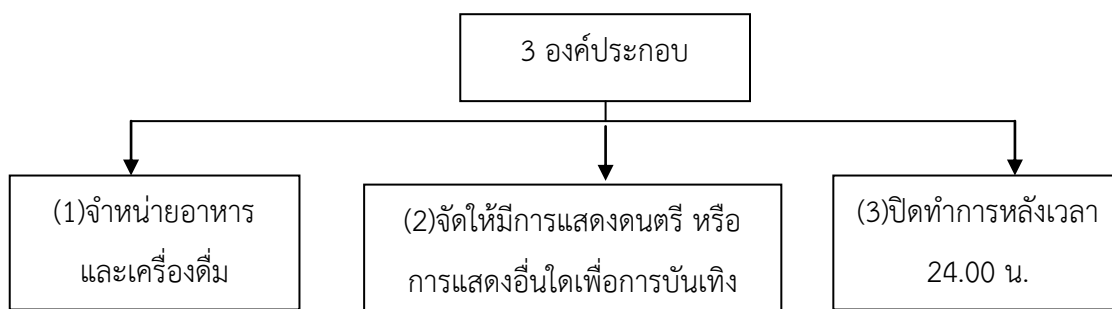 3 องค์ประกอบ
(1)จำหน่ายอาหาร
และเครื่องดื่ม
(2)จัดให้มีการแสดงดนตรี หรือ
การแสดงอื่นใดเพื่อการบันเทิง
(3)ปิดทำการหลังเวลา
24.00 น.